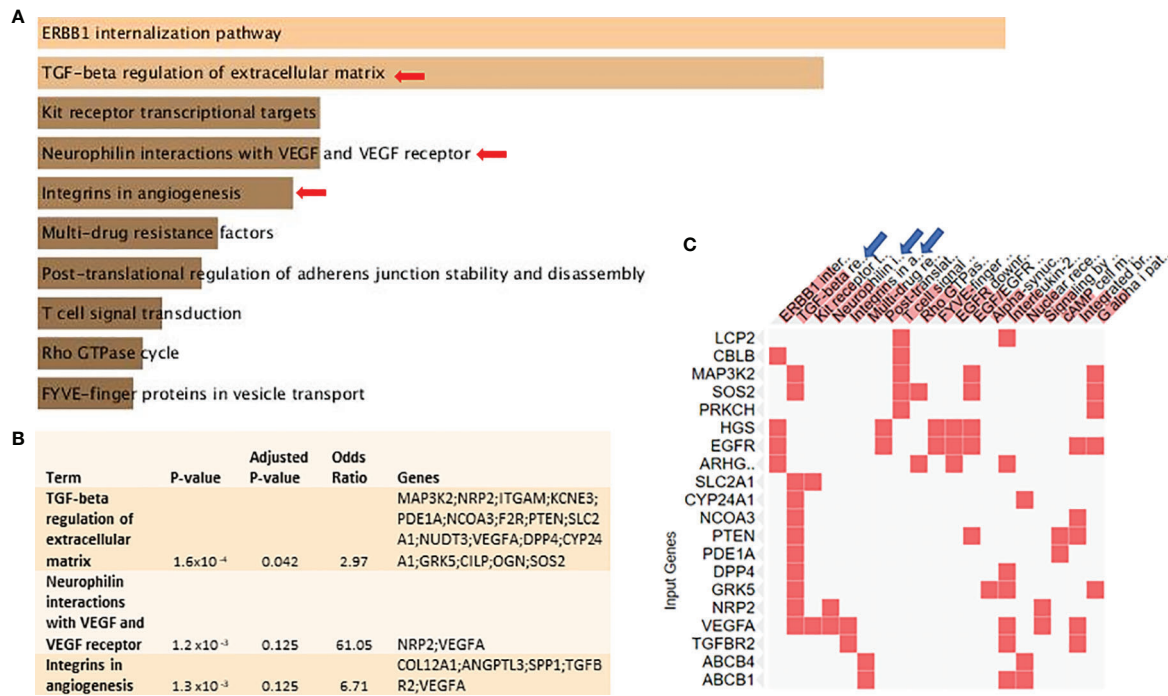 A
ERBB1 internalization pathway
TGF-beta regulation of extracellular matrix
Kit receptor transcriptional targets
Neurophilin interactions with VEGF and VEGF receptor
Integrins in angiogenesis
Multi-drug resistance factors
Post-translational regulation of adherens junction stability and disassembly
T cell signal transduction
Rho GTPase cycle
FYVE-finger proteins in vesicle transport
B
Term P-value Adjusted P-value Odds Ratio Genes
TGF-beta
regulation of
extracellular
matrix 1.6x10⁻⁴ 0.042 2.97
MAP3K2;NRP2;ITGAM;KCNE3;
PDE1A;NCOA3;F2R;PTEN;SLC2
A1;NUDT3;VEGFA;DPP4;CYP24
A1;GRK5;CILP;OGN;SOS2
Neurophilin
interactions
with VEGF and
VEGF receptor 1.2 x10⁻³ 0.125 61.05 NRP2;VEGFA
Integrins in
angiogenesis 1.3 x10⁻³ 0.125 6.71
COL12A1;ANGPTL3;SPP1;TGFB
R2;VEGFA
C
ERBB1 inter..
TGF-beta re..
Kit receptor t..
Neurophilin i..
Integrins in a..
Multi-drug re..
Post-translat..
T cell signal ..
Rho GTPas..
FYVE-finger ..
EGFR downr..
EGF/EGFR ..
Alpha-synuc..
Interleukin-2 ..
Nuclear rece..
Signaling by ..
cAMP cell m..
Integrated br..
G alpha i pat..
LCP2
CBLB
MAP3K2
SOS2
PRKCH
HGS
EGFR
ARHG..
SLC2A1
CYP24A1
NCOA3
PTEN
PDE1A
DPP4
GRK5
NRP2
VEGFA
TGFBR2
ABCB4
ABCB1
Input Genes